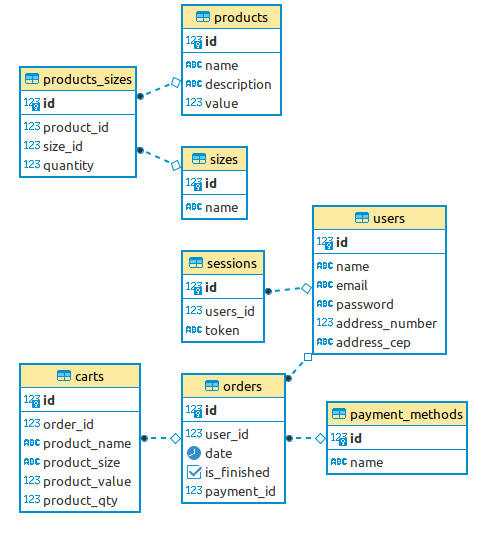 products
123 id
ABC name
ABC description
123 value
products_sizes
123 id
123 product_id
123 size_id
123 quantity
sizes
123 id
ABC name
users
123 id
ABC name
ABC email
ABC password
123 address_number
ABC address_cep
sessions
123 id
123 users_id
ABC token
carts
123 id
123 order_id
ABC product_name
ABC product_size
123 product_value
123 product_qty
orders
123 id
123 user_id
date
is_finished
123 payment_id
payment_methods
123 id
ABC name